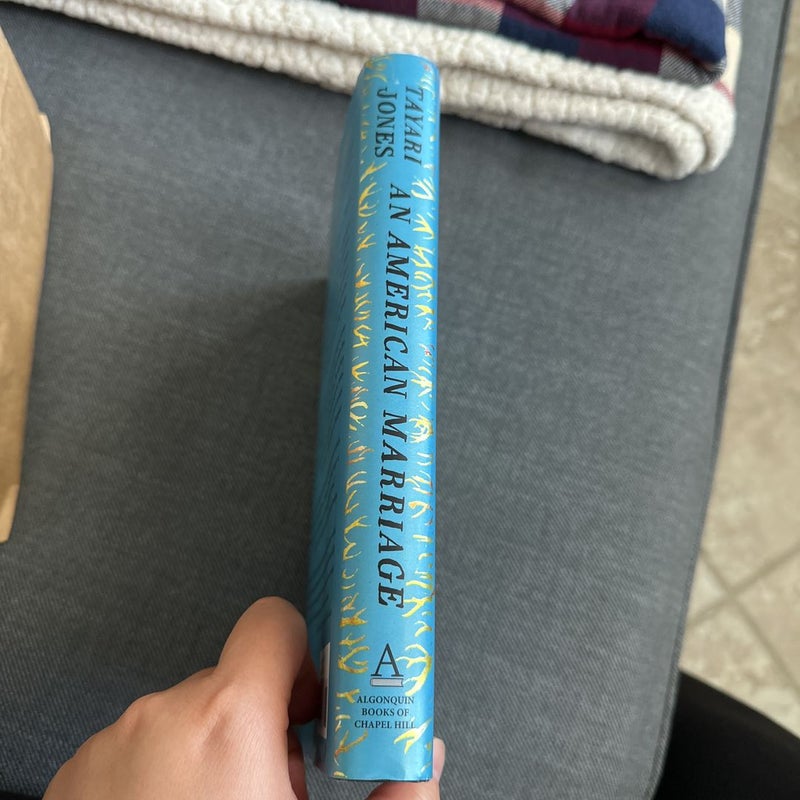 TAYARI
JONES
AN AMERICAN MARRIAGE
A
ALGONQUIN
BOOKS OF
CHAPEL HILL